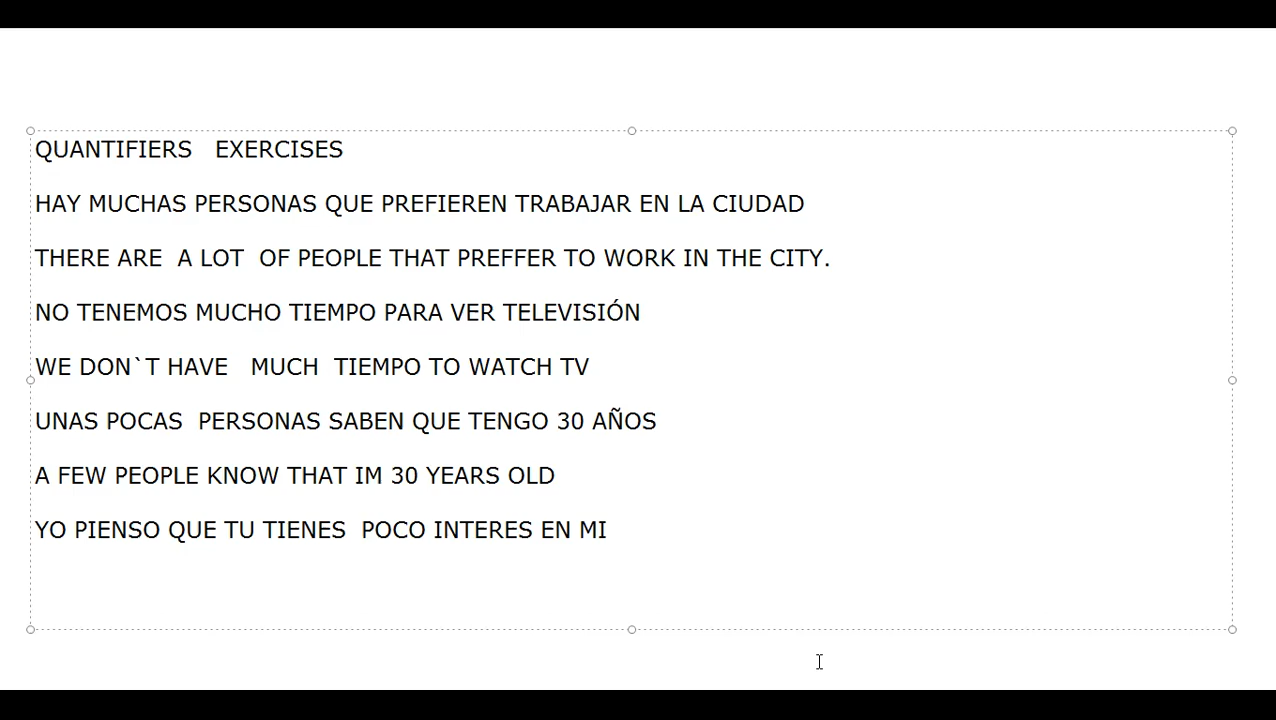 QUANTIFIERS   EXERCISES
HAY MUCHAS PERSONAS QUE PREFIEREN TRABAJAR EN LA CIUDAD
THERE ARE  A LOT  OF PEOPLE THAT PREFFER TO WORK IN THE CITY.
NO TENEMOS MUCHO TIEMPO PARA VER TELEVISIÓN
WE DON`T HAVE   MUCH  TIEMPO TO WATCH TV
UNAS POCAS  PERSONAS SABEN QUE TENGO 30 AÑOS
A FEW PEOPLE KNOW THAT IM 30 YEARS OLD
YO PIENSO QUE TU TIENES  POCO INTERES EN MI